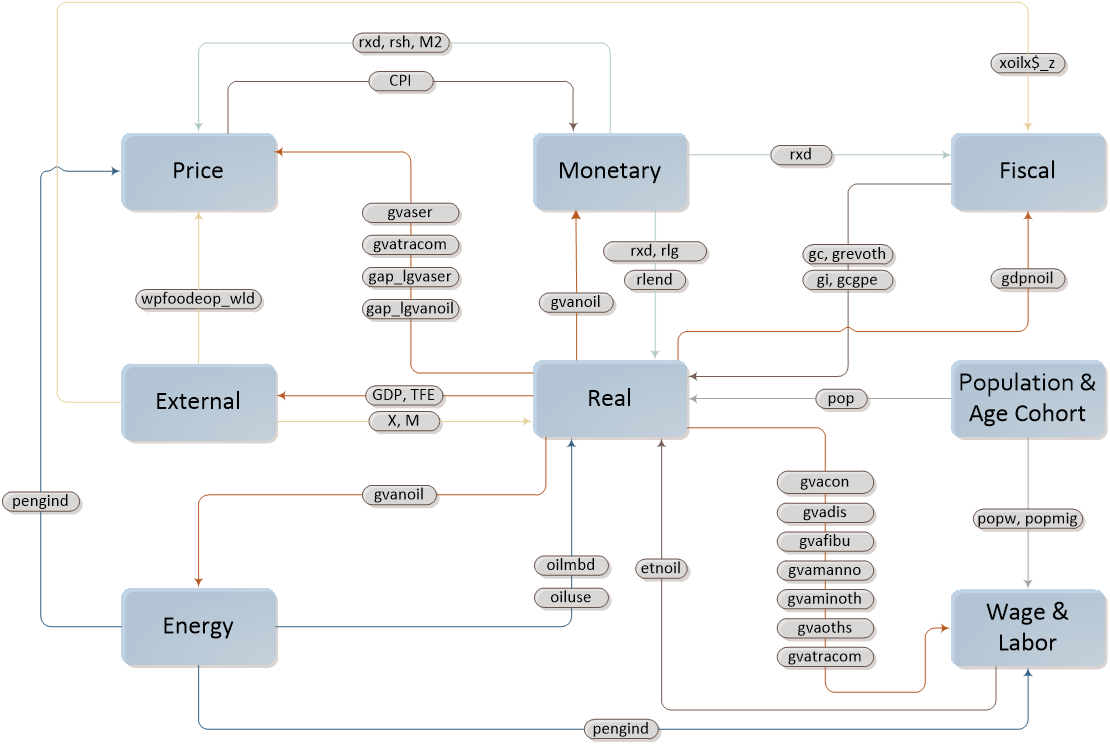 rxd, rsh, M2
xoilx$_z
CPI
Price
Monetary
rxd
Fiscal
gvaser
gvatracom
gap_lgvaser
gap_lgvanoil
rxd, rlg
rlend
gc, grevoth
gi, gcgpe
gdpnoil
wpfoodeop_wld
gvanoil
External
GDP, TFE
X, M
Real
pop
Population &
Age Cohort
pengind
gvanoil
gvacon
gvadis
gvafibu
gvamanno
gvaminoth
gvaoths
gvatracom
popw, popmig
oilmbd
oiluse
etnoil
Energy
Wage &
Labor
pengind